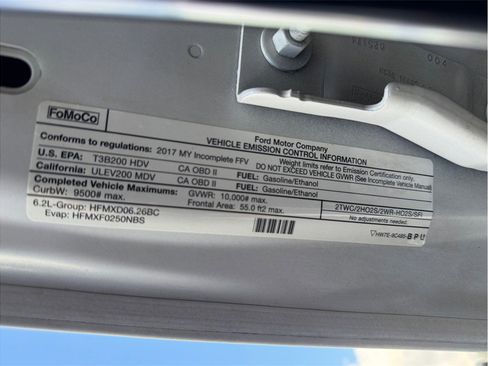 FoMoCo
Ford Motor Company
VEHICLE EMISSION CONTROL INFORMATION
Conforms to regulations: 2017 MY Incomplete FFV
Weight limits refer to Emission Certification only.
DO NOT EXCEED VEHICLE GVWR (See Incomplete Vehicle Manual)
U.S. EPA: T3B200 HDV CA OBD II FUEL: Gasoline/Ethanol
California: ULEV200 MDV CA OBD II FUEL: Gasoline/Ethanol
Completed Vehicle Maximums: GVWR: 10,000# max.
CurbW: 9500# max. Frontal Area: 55.0 ft2 max.
2TWC/2HO2S/2WR-HO2S/SFI
No adjustments needed.
6.2L-Group: HFMXD06.26BC
Evap: HFMXF0250NBS
HW7E-9C485-BPU